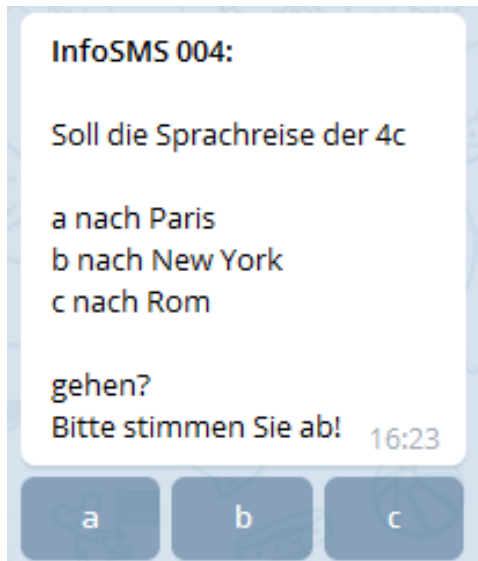 InfoSMS 004:
Soll die Sprachreise der 4c
a nach Paris
b nach New York
c nach Rom
gehen?
Bitte stimmen Sie ab!
16:23
a
b
c